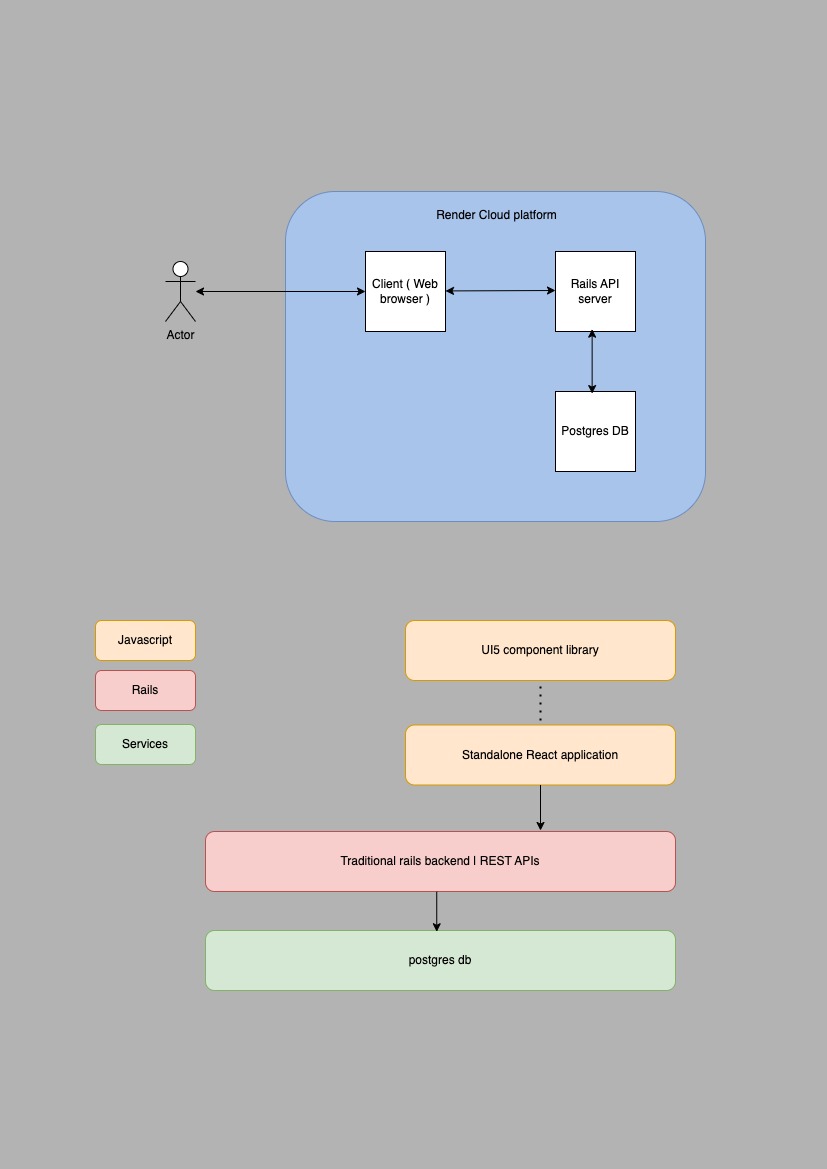 Render Cloud platform
Client ( Web
browser )
Rails API
server
Actor
Postgres DB
Javascript
Rails
Services
UI5 component library
Standalone React application
Traditional rails backend | REST APIs
postgres db